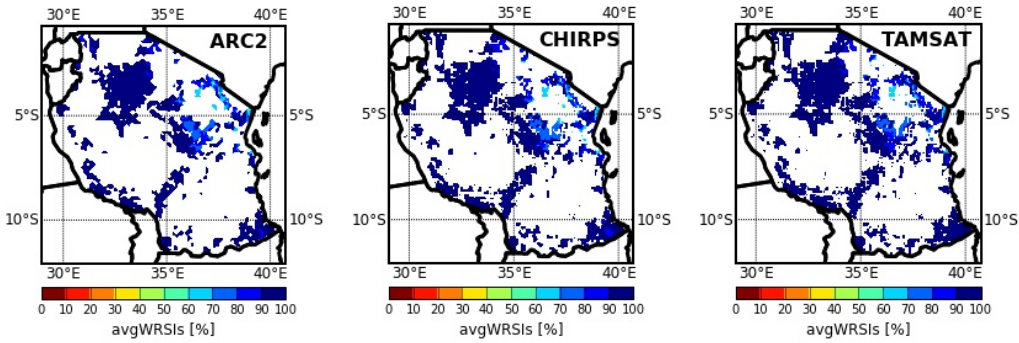 30°E 35°E 40°E 30°E 35°E 40°E 30°E 35°E 40°E
ARC2 CHIRPS TAMSAT
5°S 5°S 5°S 5°S 5°S 5°S
10°S 10°S 10°S 10°S 10°S 10°S
30°E 35°E 40°E 30°E 35°E 40°E 30°E 35°E 40°E
0 10 20 30 40 50 60 70 80 90 100 0 10 20 30 40 50 60 70 80 90 100 0 10 20 30 40 50 60 70 80 90 100
avgWRSIs [%] avgWRSIs [%] avgWRSIs [%]